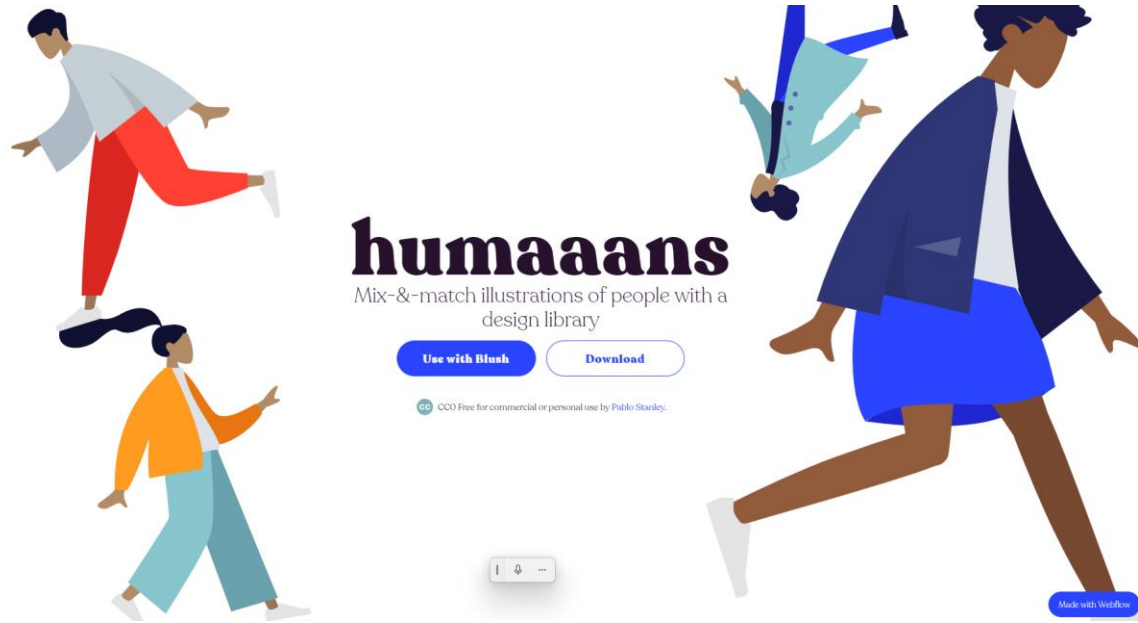 humaaans
Mix-&-match illustrations of people with a
design library
Use with Blush
Download
CC CC0 Free for commercial or personal use by Pablo Stanley.
Made with Webflow